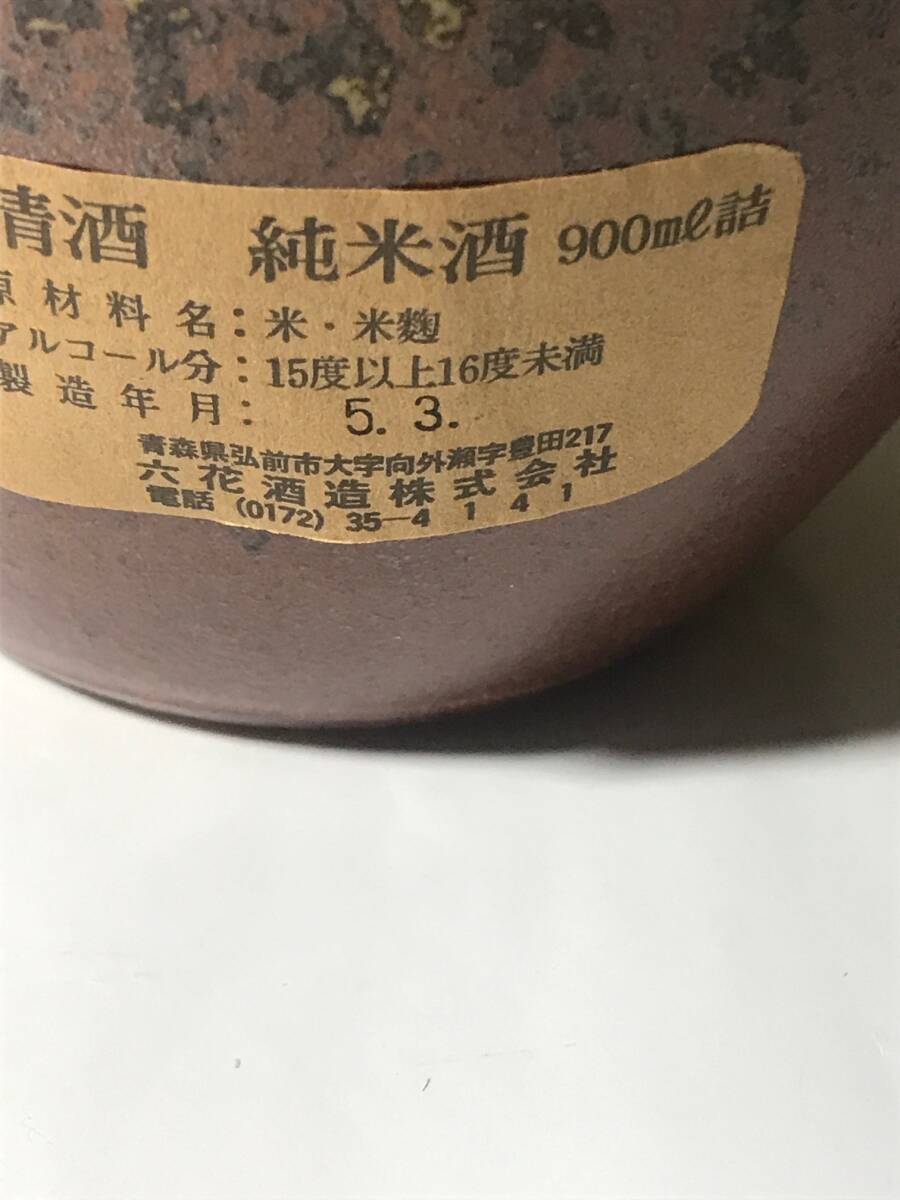 清酒 純米酒 900mℓ詰
原材料名：米・米麹
アルコール分：15度以上16度未満
製造年月： 5. 3.
青森県弘前市大字向外瀬字豊田217
六花酒造株式会社
電話 (0172) 35－4141